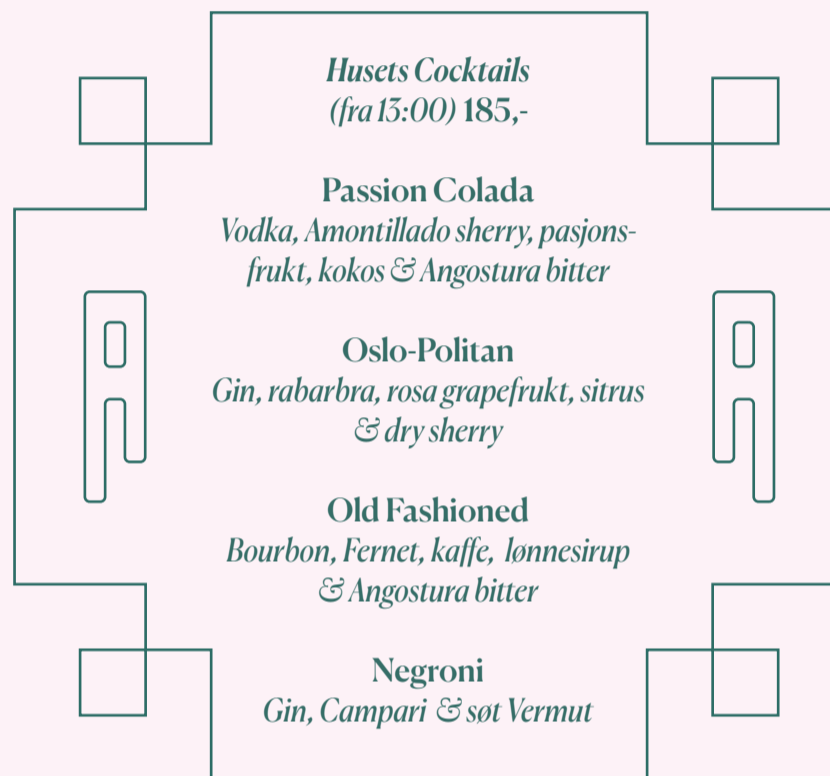 Husets Cocktails
(fra 13:00) 185,-
Passion Colada
Vodka, Amontillado sherry, pasjons-
frukt, kokos & Angostura bitter
Oslo-Politan
Gin, rabarbra, rosa grapefrukt, sitrus
& dry sherry
Old Fashioned
Bourbon, Fernet, kaffe, lønnesirup
& Angostura bitter
Negroni
Gin, Campari & søt Vermut